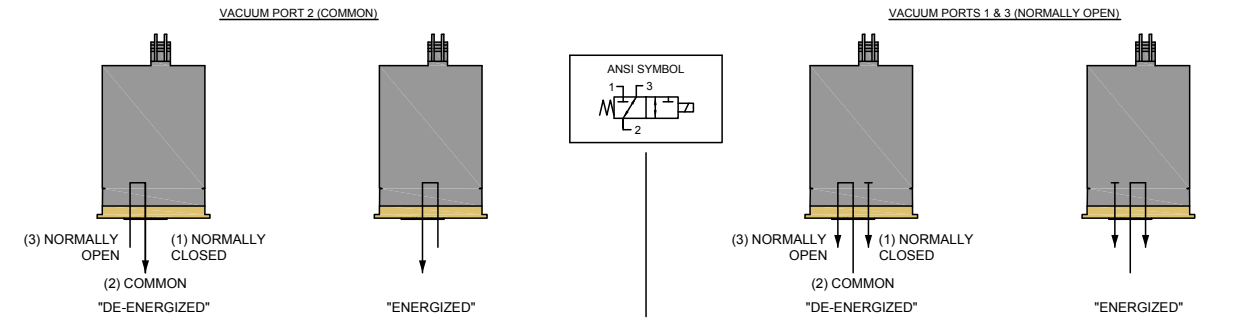 VACUUM PORT 2 (COMMON)
VACUUM PORTS 1 & 3 (NORMALLY OPEN)
ANSI SYMBOL
1
3
2
(3) NORMALLY
OPEN
(1) NORMALLY
CLOSED
(2) COMMON
"DE-ENERGIZED"
"ENERGIZED"
(3) NORMALLY
OPEN
(1) NORMALLY
CLOSED
(2) COMMON
"DE-ENERGIZED"
"ENERGIZED"